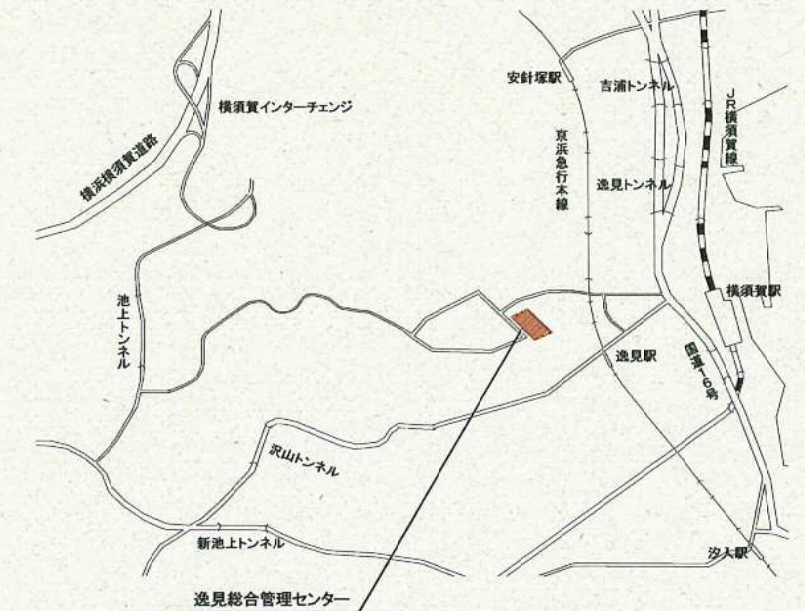 安針塚駅
吉浦トンネル
JR横須賀線
横須賀インターチェンジ
横浜横須賀道路
京浜急行本線
逸見トンネル
池上トンネル
横須賀駅
逸見駅
国道16号
沢山トンネル
新池上トンネル
汐入駅
逸見総合管理センター